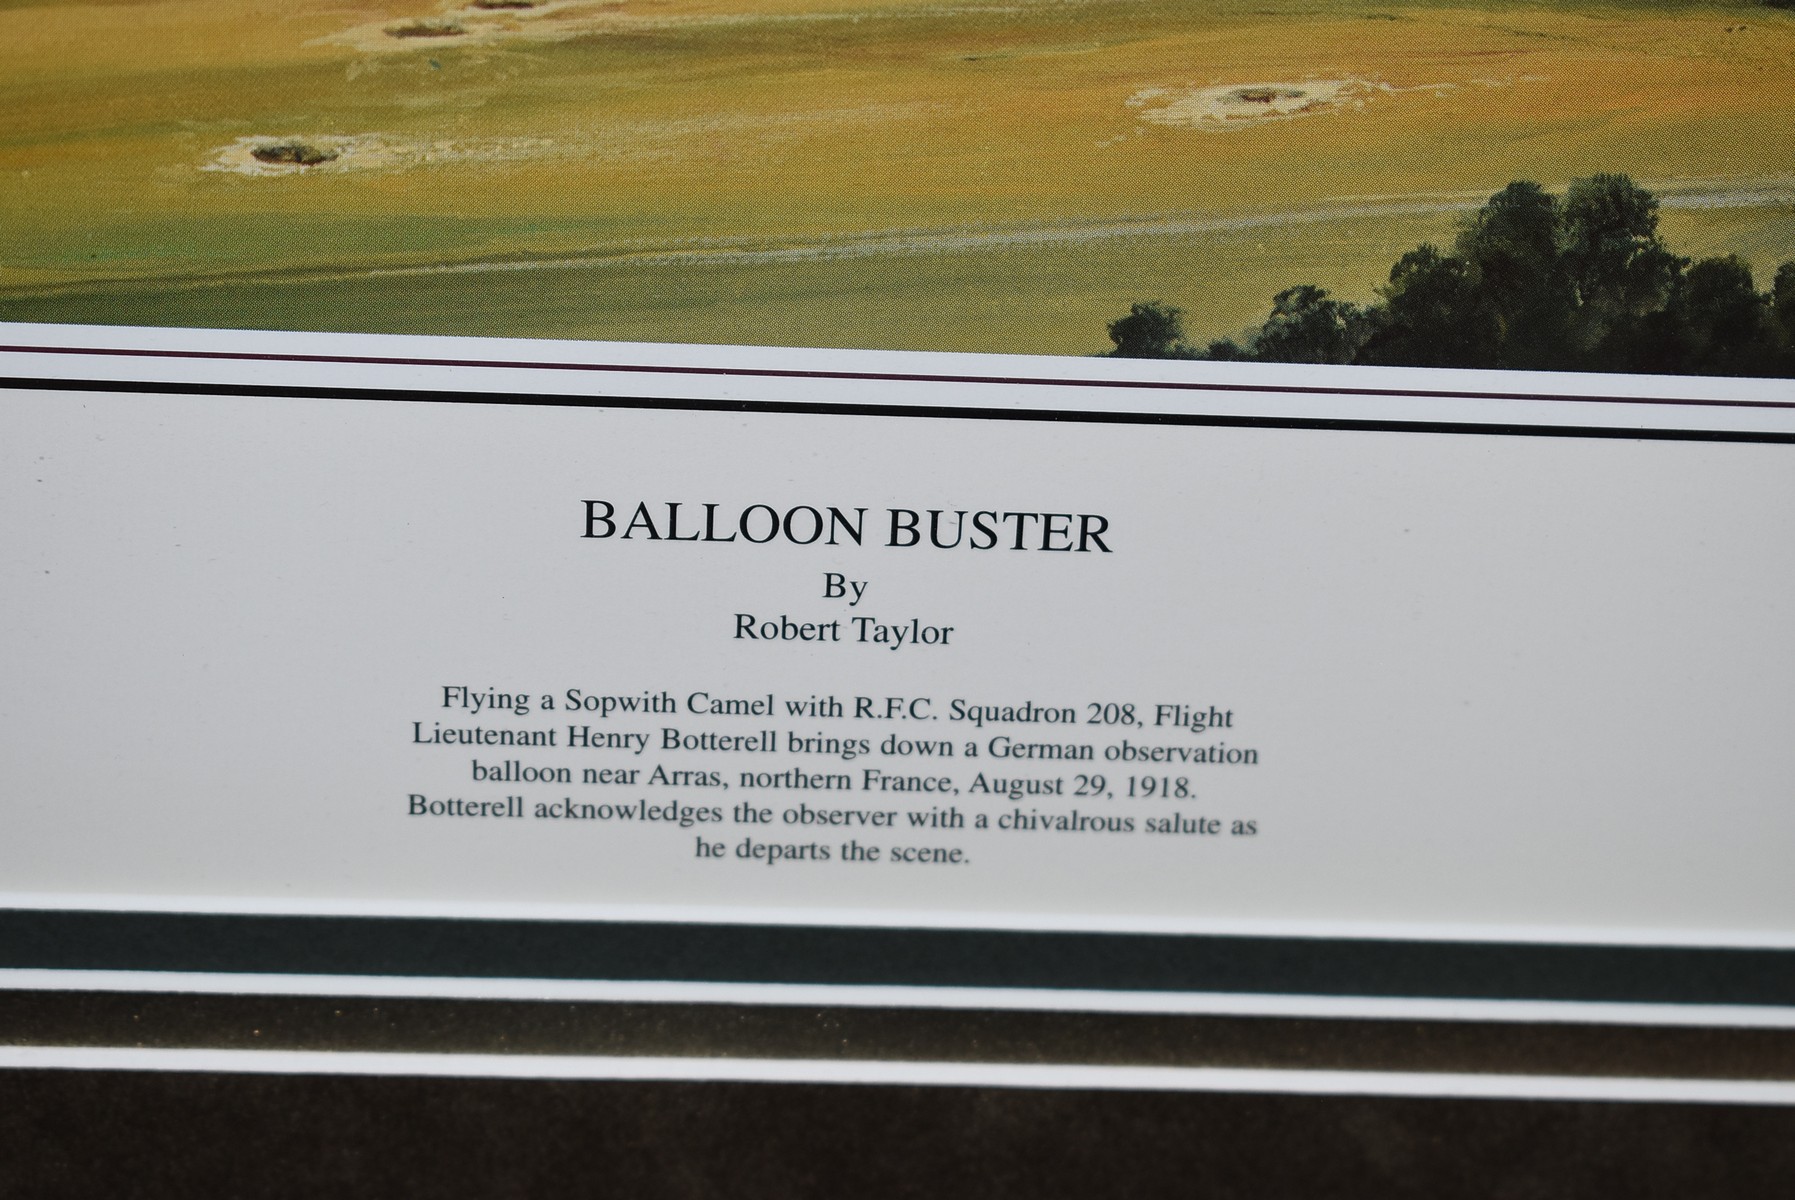 BALLOON BUSTER
By
Robert Taylor
Flying a Sopwith Camel with R.F.C. Squadron 208, Flight
Lieutenant Henry Botterell brings down a German observation
balloon near Arras, northern France, August 29, 1918.
Botterell acknowledges the observer with a chivalrous salute as
he departs the scene.